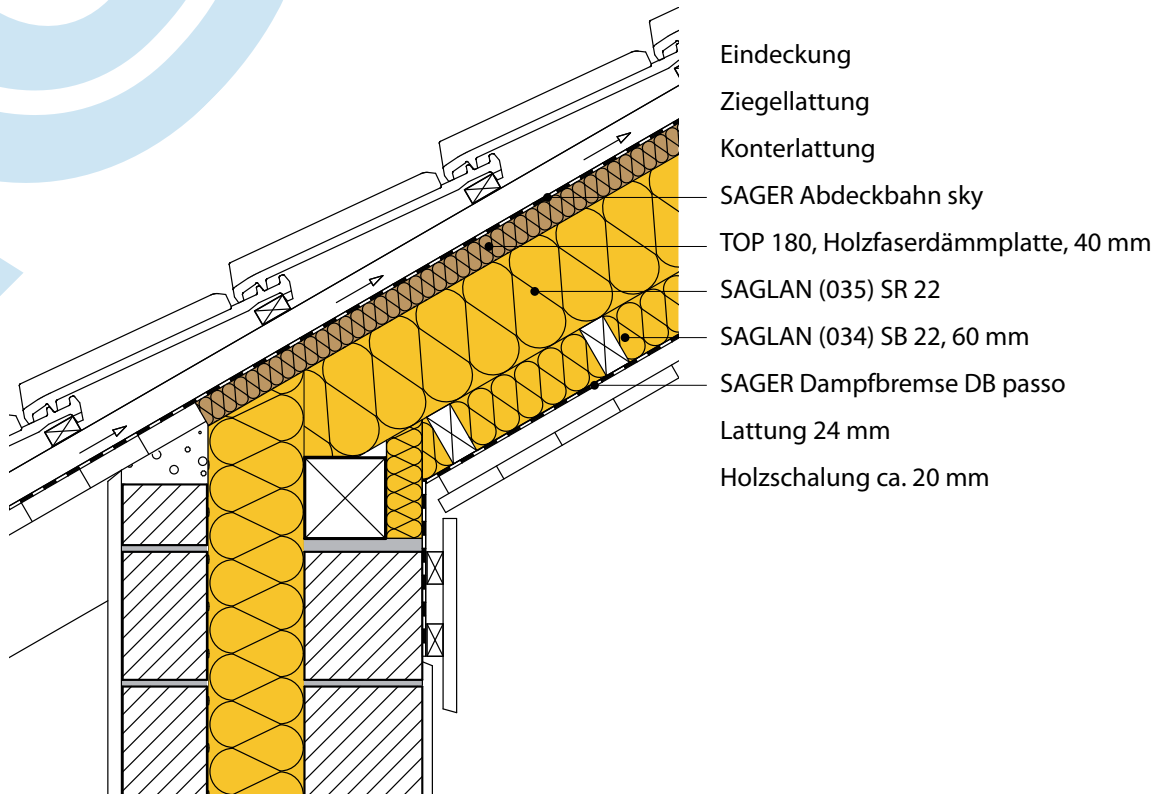 Eindeckung
Ziegellattung
Konterlattung
SAGER Abdeckbahn sky
TOP 180, Holzfaserdämmplatte, 40 mm
SAGLAN (035) SR 22
SAGLAN (034) SB 22, 60 mm
SAGER Dampfbremse DB passo
Lattung 24 mm
Holzschalung ca. 20 mm